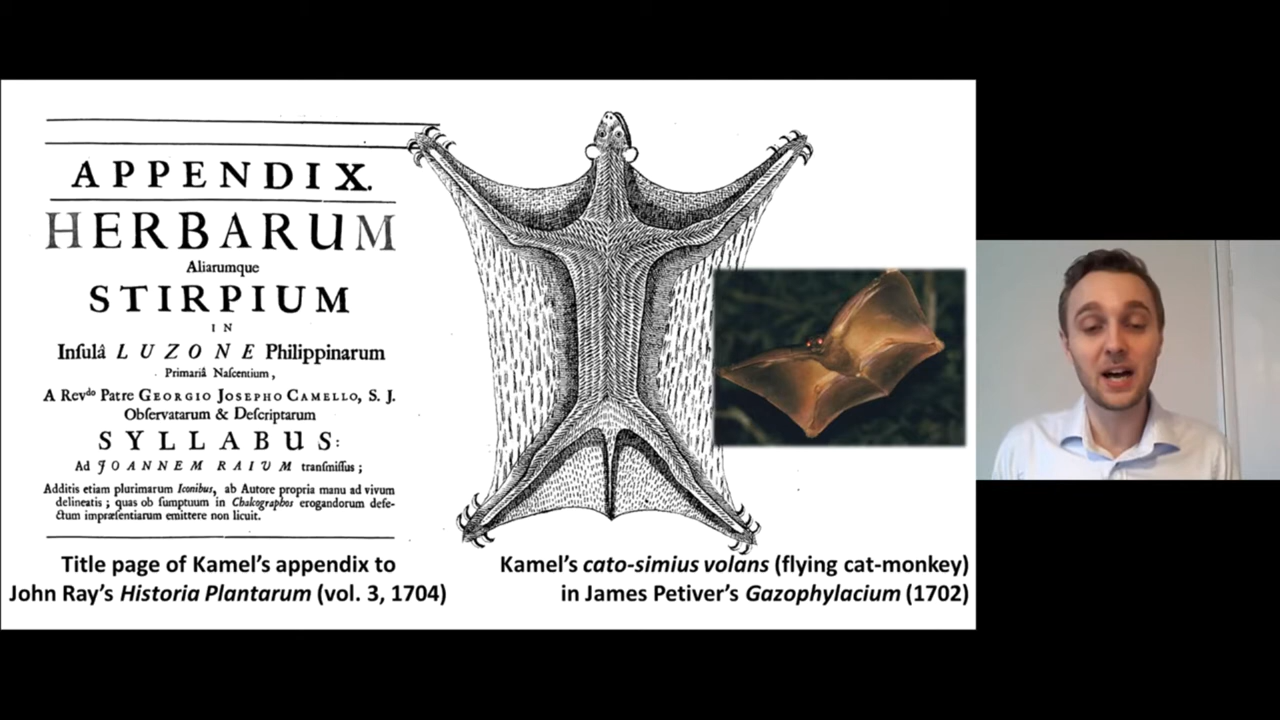 APPENDIX.
HERBARUM
Aliarumque
STIRPIUM
IN
Inſulâ LUZONE Philippinarum
Primariâ Naſcentium,
A Revdo Patre GEORGIO JOSEPHO CAMELLO, S. J.
Obſervatarum & Deſcriptarum
SYLLABUS:
Ad JOANNEM RAIUM tranſmiſſus;
Additis etiam plurimarum Iconibus, ab Autore propria manu ad vivum
delineatis; quas ob ſumptuum in Chalcographos erogandorum defe-
ctum impræſentiarum emittere non licuit.
Title page of Kamel's appendix to
John Ray's Historia Plantarum (vol. 3, 1704)
Kamel's cato-simius volans (flying cat-monkey)
in James Petiver's Gazophylacium (1702)